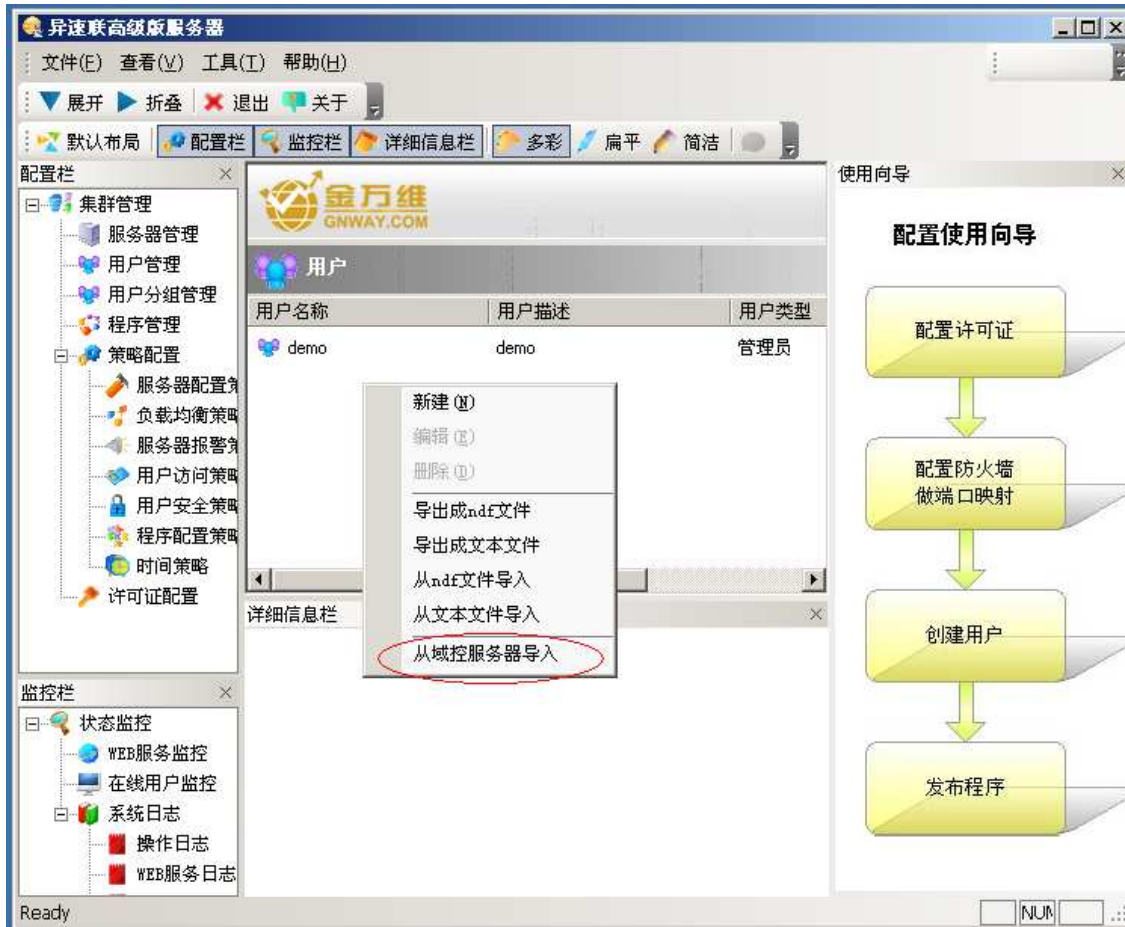 异速联高级版服务器
文件(F) 查看(V) 工具(T) 帮助(H)
展开 折叠 退出 关于
默认布局 配置栏 监控栏 详细信息栏 多彩 扁平 简洁
配置栏
集群管理
服务器管理
用户管理
用户分组管理
程序管理
策略配置
服务器配置
负载均衡策
服务器报警
用户访问策
用户安全策
程序配置策
时间策略
许可证配置
监控栏
状态监控
WEB服务监控
在线用户监控
系统日志
操作日志
WEB服务日志
金万维
GNWAY.COM
用户
用户名称 用户描述 用户类型
demo demo 管理员
新建(N)
编辑(E)
删除(D)
导出成ndf文件
导出成文本文件
从ndf文件导入
从文本文件导入
从域控服务器导入
详细信息栏
使用向导
配置使用向导
配置许可证
配置防火墙
做端口映射
创建用户
发布程序
Ready
NUM